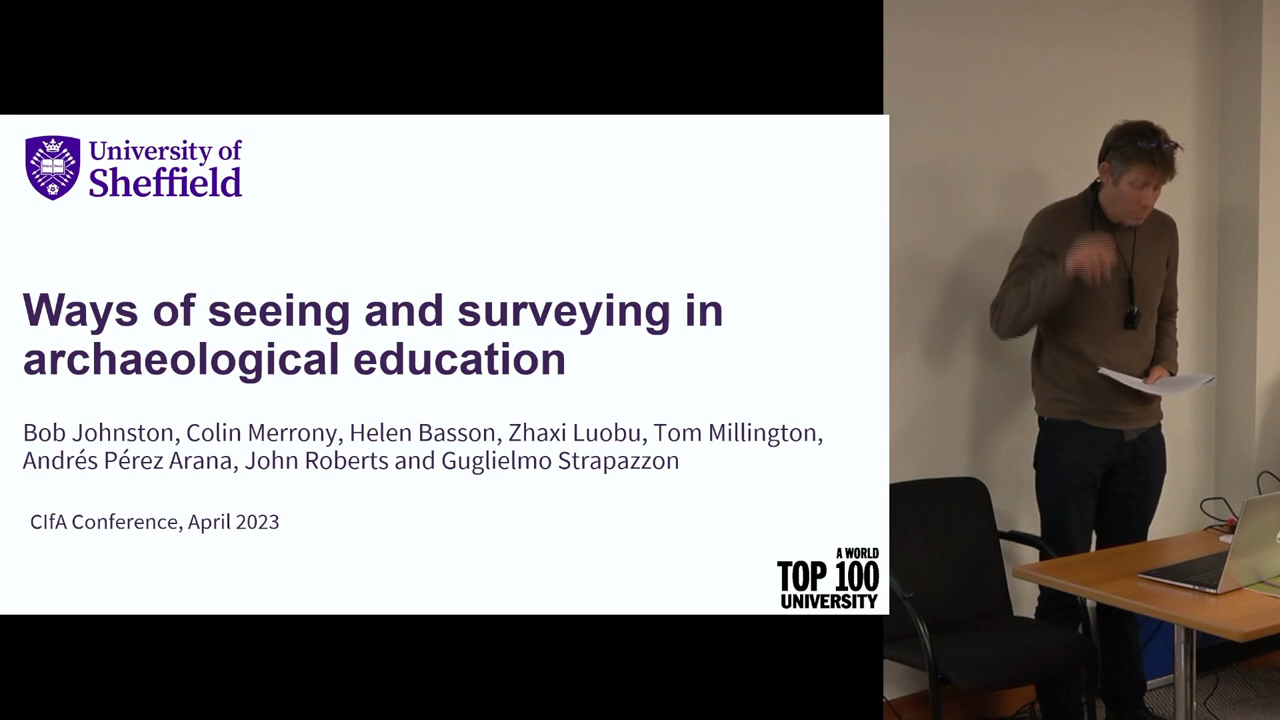 University of
Sheffield
Ways of seeing and surveying in
archaeological education
Bob Johnston, Colin Merrony, Helen Basson, Zhaxi Luobu, Tom Millington,
Andrés Pérez Arana, John Roberts and Guglielmo Strapazzon
CIfA Conference, April 2023
A WORLD
TOP 100
UNIVERSITY